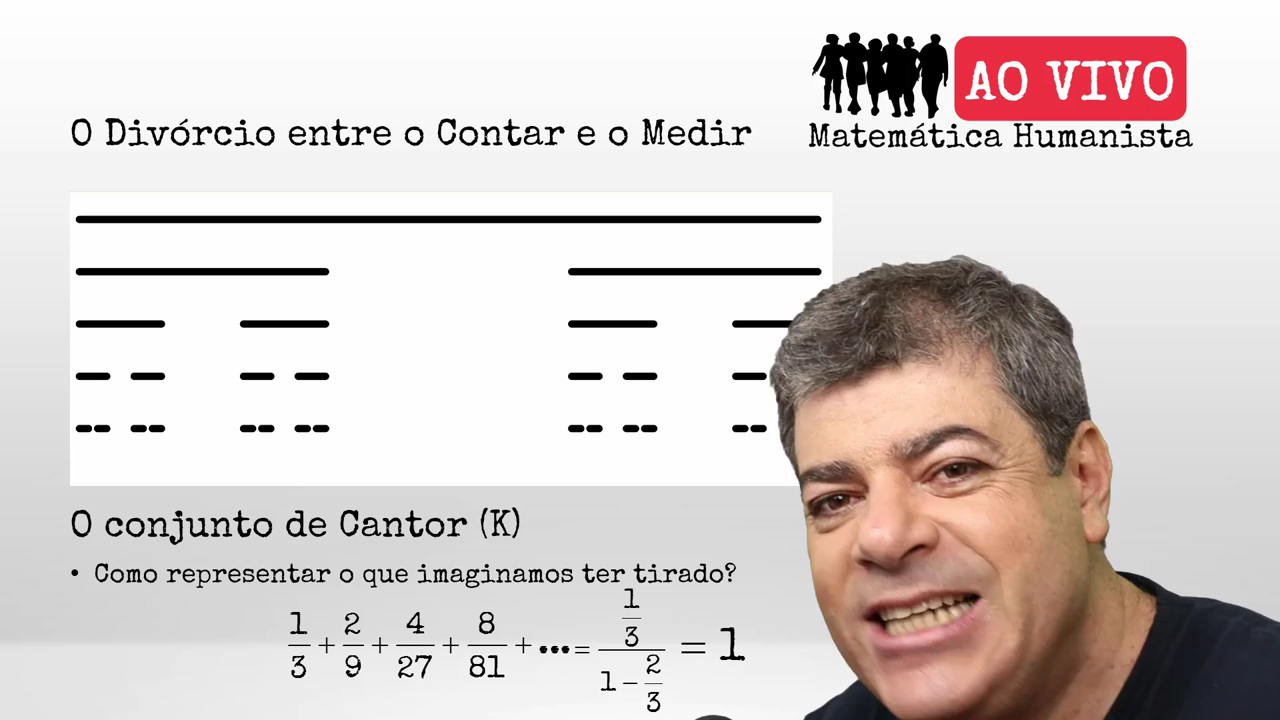 AO VIVO
Matemática Humanista
O Divórcio entre o Contar e o Medir
O conjunto de Cantor (K)
• Como representar o que imaginamos ter tirado?
1/3 + 2/9 + 4/27 + 8/81 + ••• = (1/3)/(1 − 2/3) = 1